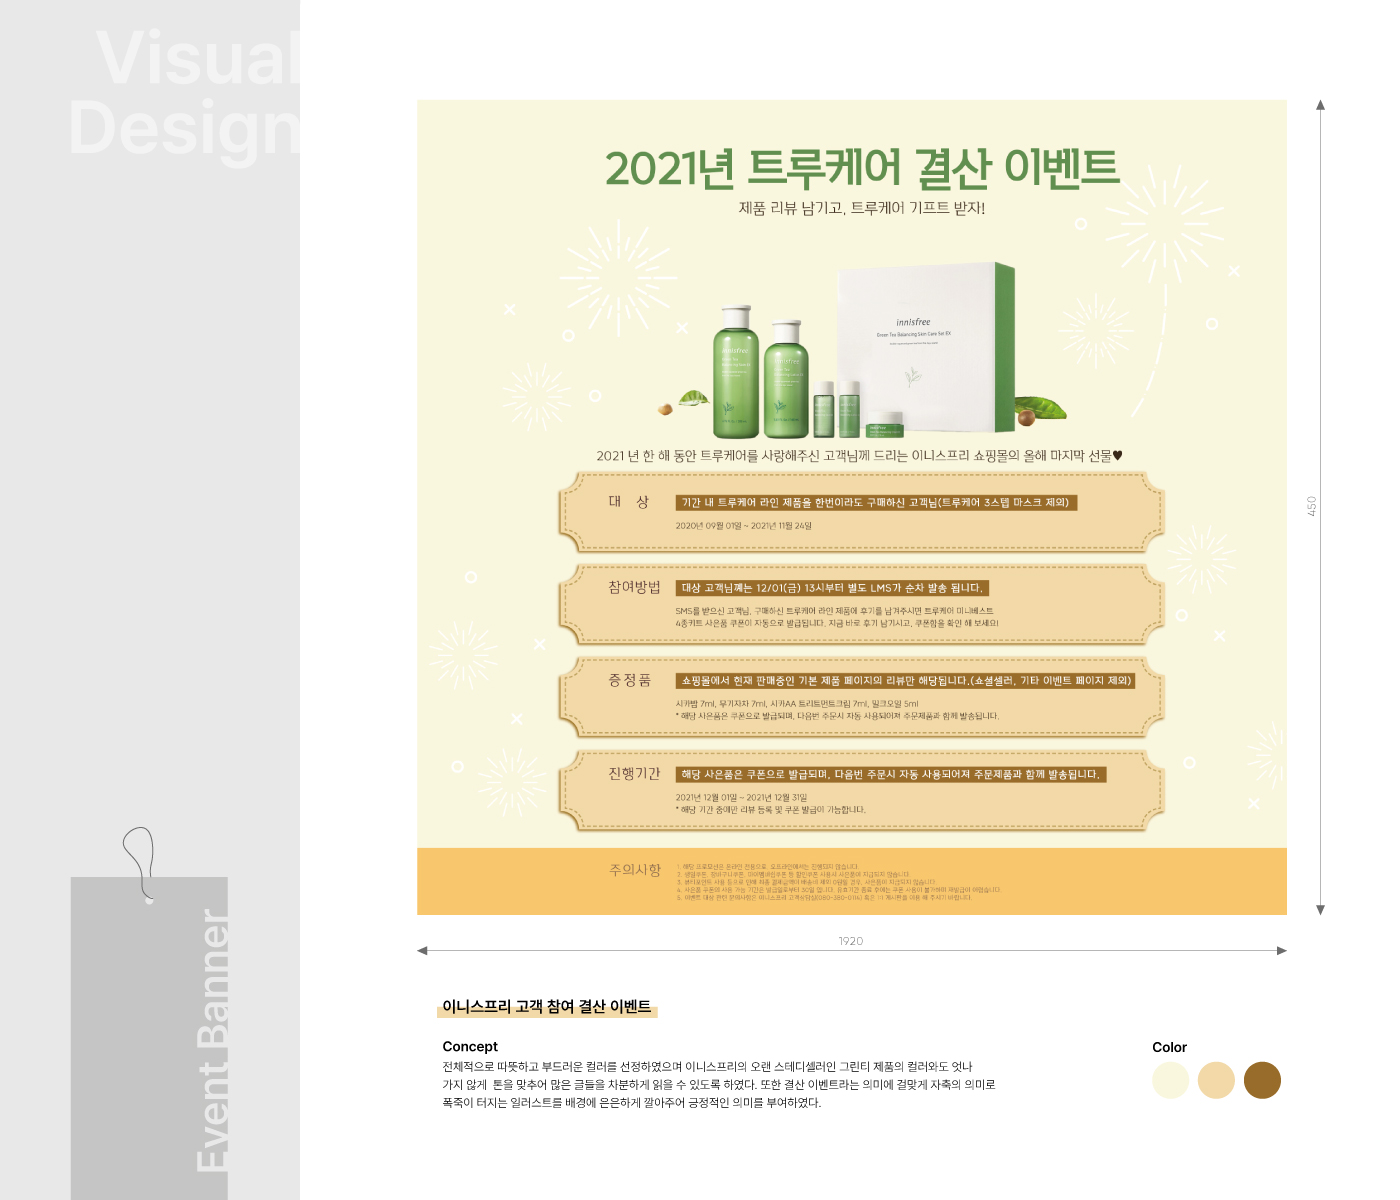 Visual
Design
2021년 트루케어 결산 이벤트
제품 리뷰 남기고, 트루케어 기프트 받자!
innisfree
Green Tea Balancing Skin Care Set EX
innisfree
2021 년 한 해 동안 트루케어를 사랑해주신 고객님께 드리는 이니스프리 쇼핑몰의 올해 마지막 선물♥
대 상
기간 내 트루케어 라인 제품을 한번이라도 구매하신 고객님(트루케어 3스텝 마스크 제외)
2020년 09월 01일 ~ 2021년 11월 24일
참여방법
대상 고객님께는 12/01(금) 13시부터 별도 LMS가 순차 발송 됩니다.
SMS를 받으신 고객님, 구매하신 트루케어 라인 제품에 후기를 남겨주시면 트루케어 미니베스트
4종키트 사은품 쿠폰이 자동으로 발급됩니다. 지금 바로 후기 남기시고, 쿠폰함을 확인 해 보세요!
증정품
쇼핑몰에서 현재 판매중인 기본 제품 페이지의 리뷰만 해당됩니다.(쇼셜셀러, 기타 이벤트 페이지 제외)
시카밤 7ml, 무기자차 7ml, 시카AA 트리트먼트크림 7ml, 밀크오일 5ml
* 해당 사은품은 쿠폰으로 발급되며, 다음번 주문시 자동 사용되어져 주문제품과 함께 발송됩니다.
진행기간
해당 사은품은 쿠폰으로 발급되며, 다음번 주문시 자동 사용되어져 주문제품과 함께 발송됩니다.
2021년 12월 01일 ~ 2021년 12월 31일
* 해당 기간 중에만 리뷰 등록 및 쿠폰 발급이 가능합니다.
주의사항
1. 해당 프로모션은 온라인 전용으로, 오프라인에서는 진행되지 않습니다.
450
1920
이니스프리 고객 참여 결산 이벤트
Concept
전체적으로 따뜻하고 부드러운 컬러를 선정하였으며 이니스프리의 오랜 스테디셀러인 그린티 제품의 컬러와도 엇나
가지 않게 톤을 맞추어 많은 글들을 차분하게 읽을 수 있도록 하였다. 또한 결산 이벤트라는 의미에 걸맞게 자축의 의미로
폭죽이 터지는 일러스트를 배경에 은은하게 깔아주어 긍정적인 의미를 부여하였다.
Color
Event Banner